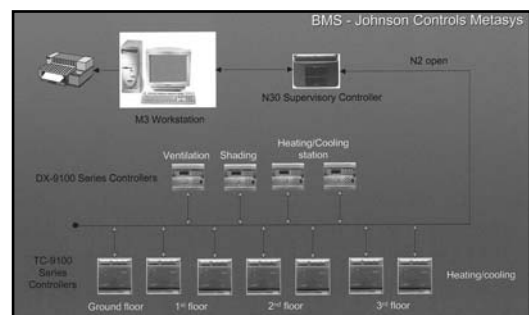 BMS - Johnson Controls Metasys
N2 open
N30 Supervisory Controller
M3 Workstation
Ventilation
Shading
Heating/Cooling
station
DX-9100 Series Controllers
TC-9100
Series
Controllers
Heating/cooling
Ground floor
1st floor
2nd floor
3rd floor